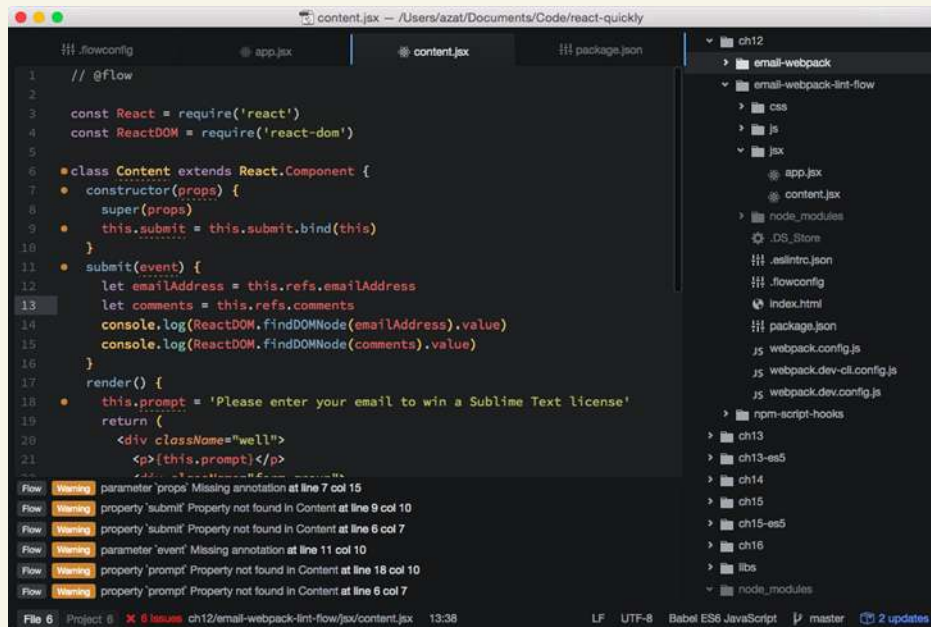 content.jsx — /Users/azat/Documents/Code/react-quickly
.flowconfig
app.jsx
content.jsx
package.json
1 // @flow
2
3 const React = require('react')
4 const ReactDOM = require('react-dom')
5
6 class Content extends React.Component {
7 constructor(props) {
8 super(props)
9 this.submit = this.submit.bind(this)
10 }
11 submit(event) {
12 let emailAddress = this.refs.emailAddress
13 let comments = this.refs.comments
14 console.log(ReactDOM.findDOMNode(emailAddress).value)
15 console.log(ReactDOM.findDOMNode(comments).value)
16 }
17 render() {
18 this.prompt = 'Please enter your email to win a Sublime Text license'
19 return (
20 <div className="well">
21 <p>{this.prompt}</p>
Flow Warning parameter `props` Missing annotation at line 7 col 15
Flow Warning property `submit` Property not found in Content at line 9 col 10
Flow Warning property `submit` Property not found in Content at line 6 col 7
Flow Warning parameter `event` Missing annotation at line 11 col 10
Flow Warning property `prompt` Property not found in Content at line 18 col 10
Flow Warning property `prompt` Property not found in Content at line 6 col 7
File 6 Project 6 6 Issues ch12/email-webpack-lint-flow/jsx/content.jsx 13:38 LF UTF-8 Babel ES6 JavaScript master 2 updates
ch12
email-webpack
email-webpack-lint-flow
css
js
jsx
app.jsx
content.jsx
node_modules
.DS_Store
.eslintrc.json
.flowconfig
index.html
package.json
JS webpack.config.js
JS webpack.dev-cli.config.js
JS webpack.dev.config.js
npm-script-hooks
ch13
ch13-es5
ch14
ch15
ch15-es5
ch16
libs
node_modules